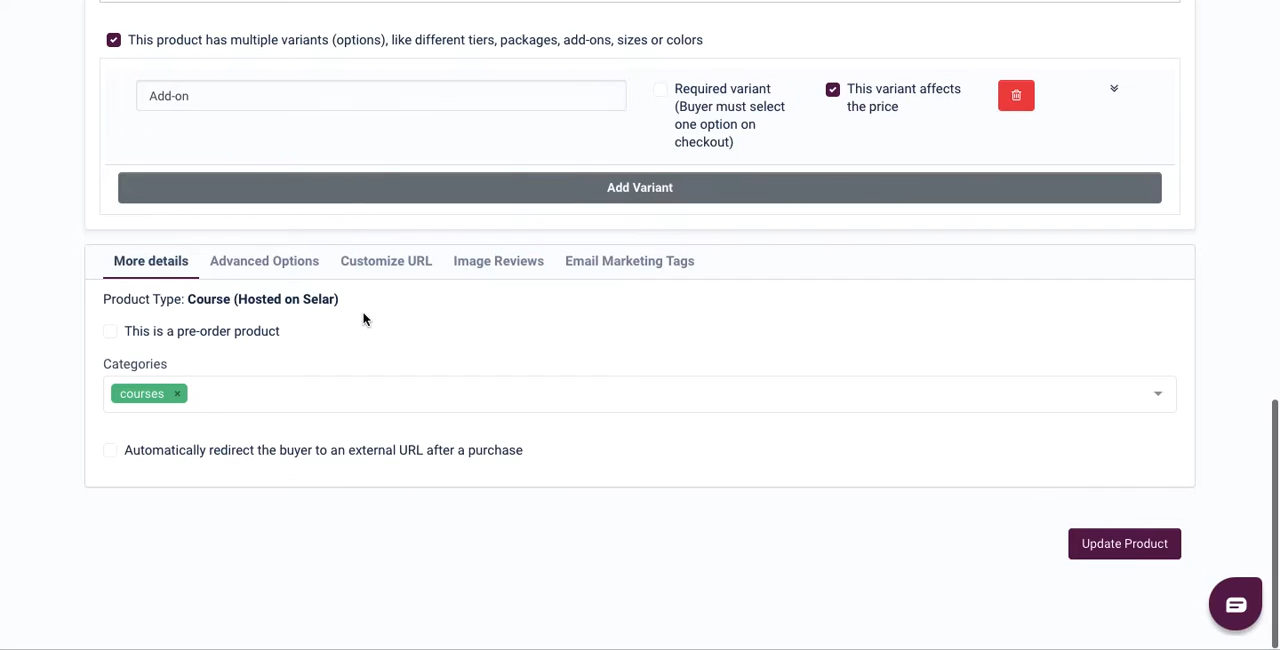 This product has multiple variants (options), like different tiers, packages, add-ons, sizes or colors
Add-on
Required variant
(Buyer must select
one option on
checkout)
This variant affects
the price
Add Variant
More details
Advanced Options
Customize URL
Image Reviews
Email Marketing Tags
Product Type: Course (Hosted on Selar)
This is a pre-order product
Categories
courses ×
Automatically redirect the buyer to an external URL after a purchase
Update Product